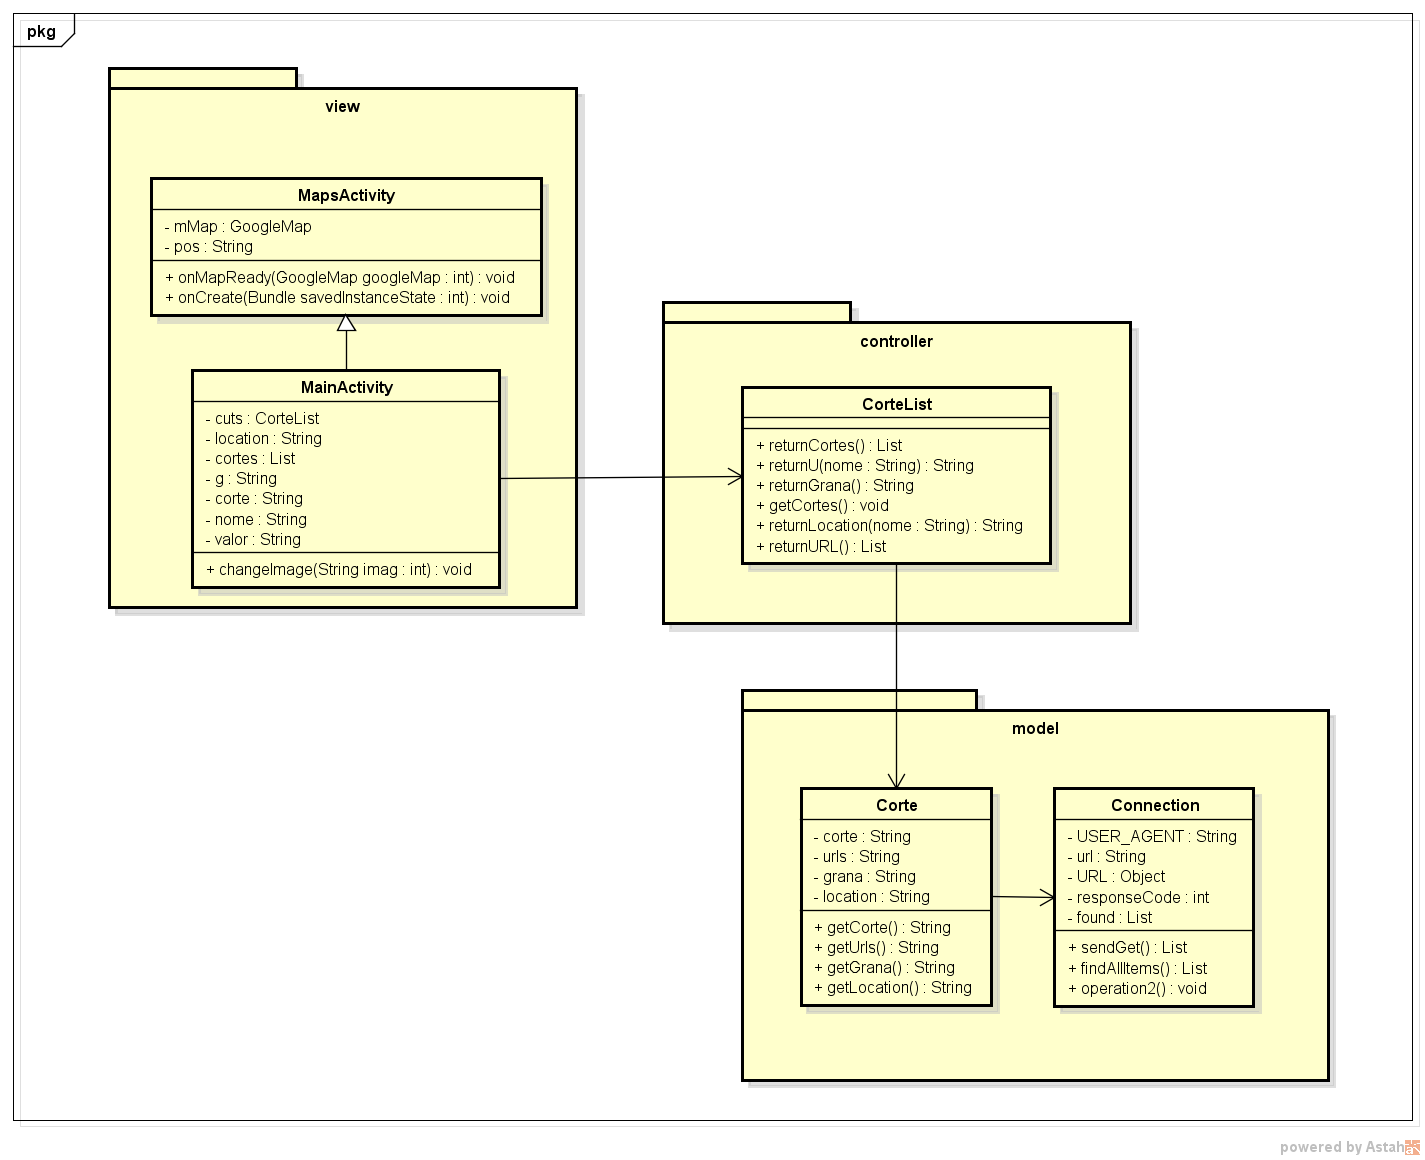 pkg
view
MapsActivity
- mMap : GoogleMap
- pos : String
+ onMapReady(GoogleMap googleMap : int) : void
+ onCreate(Bundle savedInstanceState : int) : void
MainActivity
- cuts : CorteList
- location : String
- cortes : List
- g : String
- corte : String
- nome : String
- valor : String
+ changeImage(String imag : int) : void
controller
CorteList
+ returnCortes() : List
+ returnU(nome : String) : String
+ returnGrana() : String
+ getCortes() : void
+ returnLocation(nome : String) : String
+ returnURL() : List
model
Corte
- corte : String
- urls : String
- grana : String
- location : String
+ getCorte() : String
+ getUrls() : String
+ getGrana() : String
+ getLocation() : String
Connection
- USER_AGENT : String
- url : String
- URL : Object
- responseCode : int
- found : List
+ sendGet() : List
+ findAllItems() : List
+ operation2() : void
powered by Astah